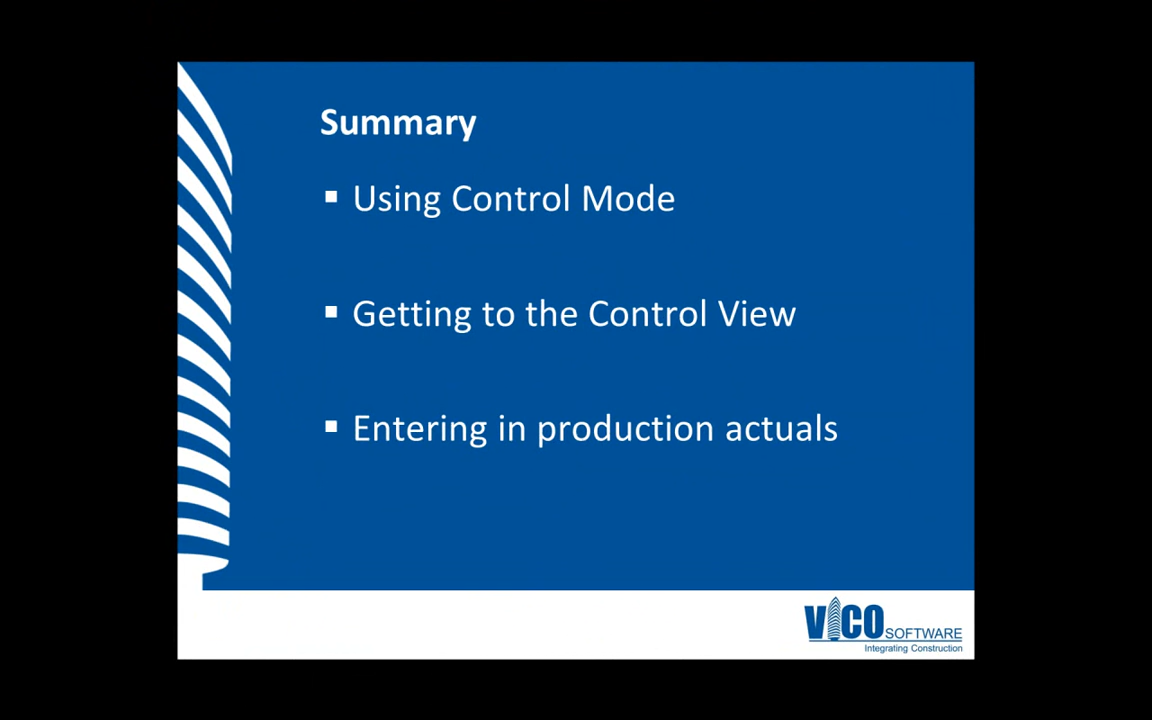 Summary
▪ Using Control Mode
▪ Getting to the Control View
▪ Entering in production actuals
VICO SOFTWARE
Integrating Construction